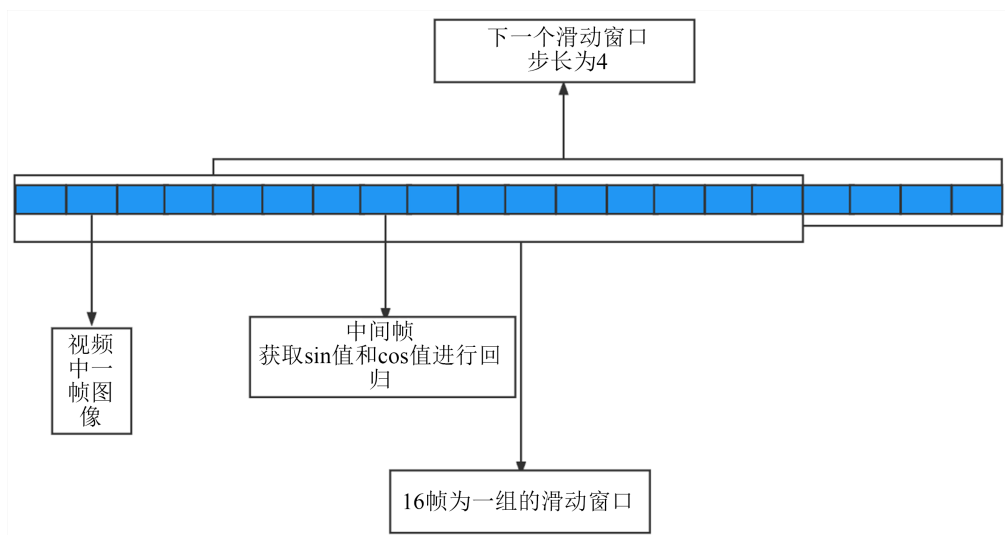 下一个滑动窗口
步长为4
视频
中一
帧图
像
中间帧
获取sin值和cos值进行回
归
16帧为一组的滑动窗口